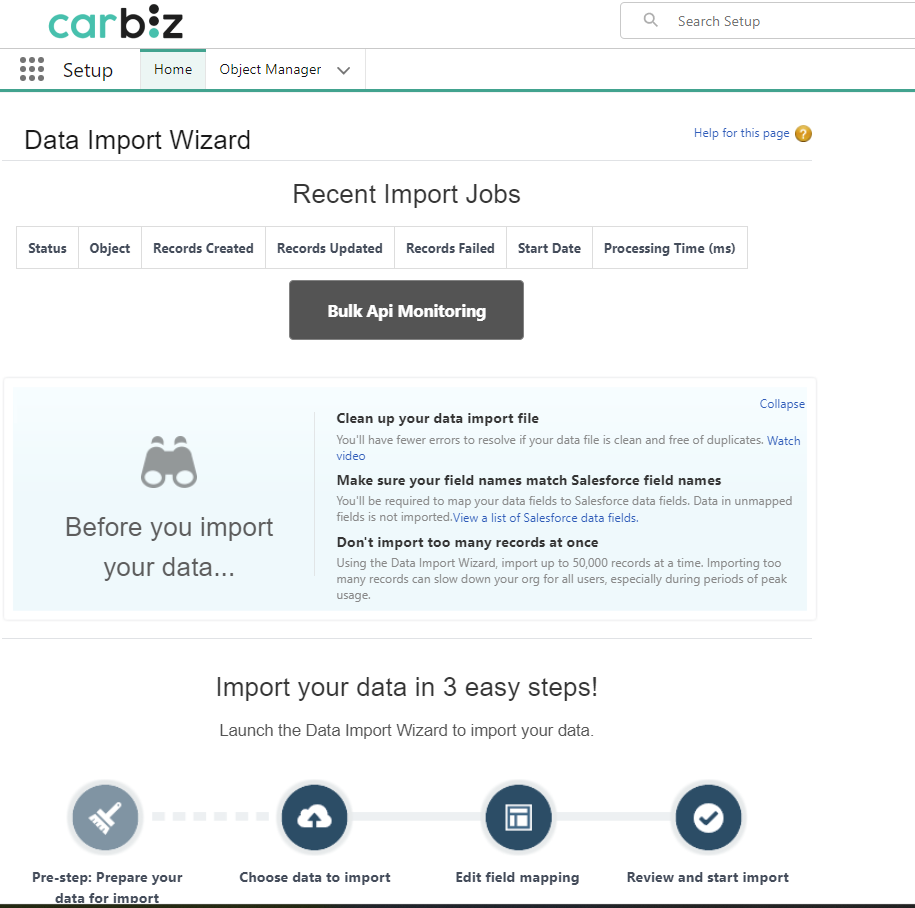 carbiz
Search Setup
Setup
Home
Object Manager
Data Import Wizard
Help for this page ?
Recent Import Jobs
Status Object Records Created Records Updated Records Failed Start Date Processing Time (ms)
Bulk Api Monitoring
Collapse
Before you import
your data...
Clean up your data import file
You'll have fewer errors to resolve if your data file is clean and free of duplicates. Watch
video
Make sure your field names match Salesforce field names
You'll be required to map your data fields to Salesforce data fields. Data in unmapped
fields is not imported.View a list of Salesforce data fields.
Don't import too many records at once
Using the Data Import Wizard, import up to 50,000 records at a time. Importing too
many records can slow down your org for all users, especially during periods of peak
usage.
Import your data in 3 easy steps!
Launch the Data Import Wizard to import your data.
Pre-step: Prepare your
data for import
Choose data to import
Edit field mapping
Review and start import